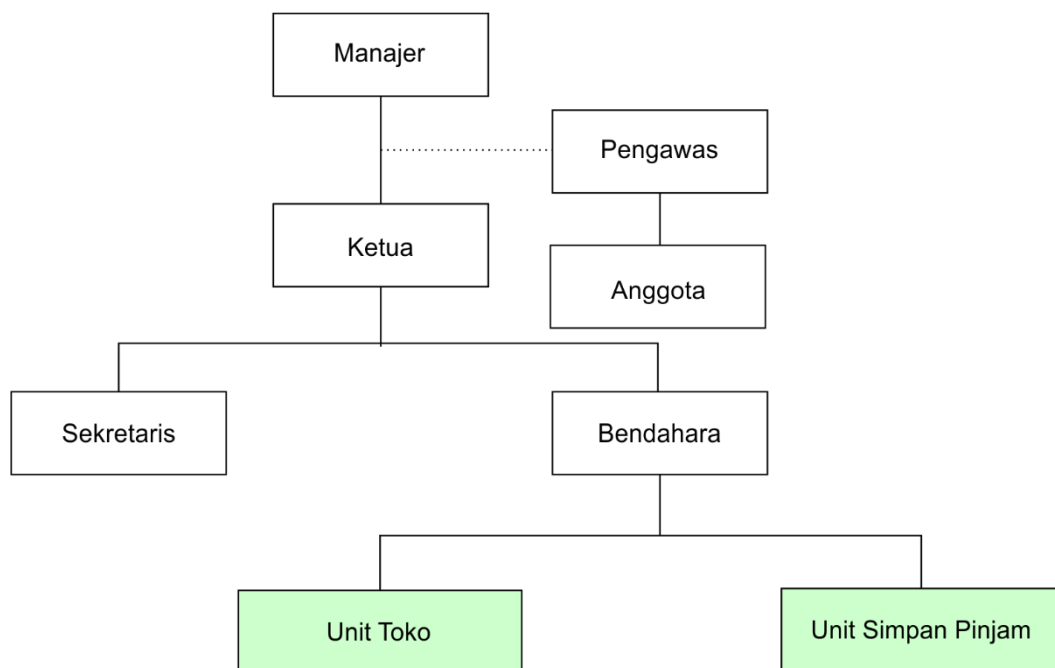 Manajer
Pengawas
Ketua
Anggota
Sekretaris
Bendahara
Unit Toko
Unit Simpan Pinjam